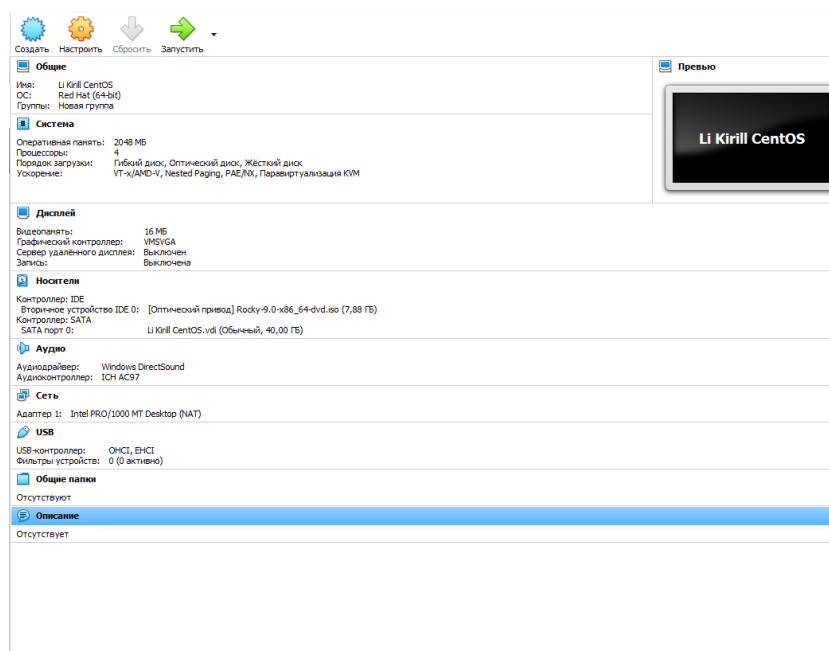 Создать Настроить Сбросить Запустить
Общие
Имя: Li Kirill CentOS
ОС: Red Hat (64-bit)
Группы: Новая группа
Превью
Li Kirill CentOS
Система
Оперативная память: 2048 МБ
Процессоры: 4
Порядок загрузки: Гибкий диск, Оптический диск, Жёсткий диск
Ускорение: VT-x/AMD-V, Nested Paging, PAE/NX, Паравиртуализация KVM
Дисплей
Видеопамять: 16 МБ
Графический контроллер: VMSVGA
Сервер удалённого дисплея: Выключен
Запись: Выключена
Носители
Контроллер: IDE
Вторичное устройство IDE 0: [Оптический привод] Rocky-9.0-x86_64-dvd.iso (7,88 ГБ)
Контроллер: SATA
SATA порт 0: Li Kirill CentOS.vdi (Обычный, 40,00 ГБ)
Аудио
Аудиодрайвер: Windows DirectSound
Аудиоконтроллер: ICH AC97
Сеть
Адаптер 1: Intel PRO/1000 MT Desktop (NAT)
USB
USB-контроллер: OHCI, EHCI
Фильтры устройств: 0 (0 активно)
Общие папки
Отсутствуют
Описание
Отсутствует